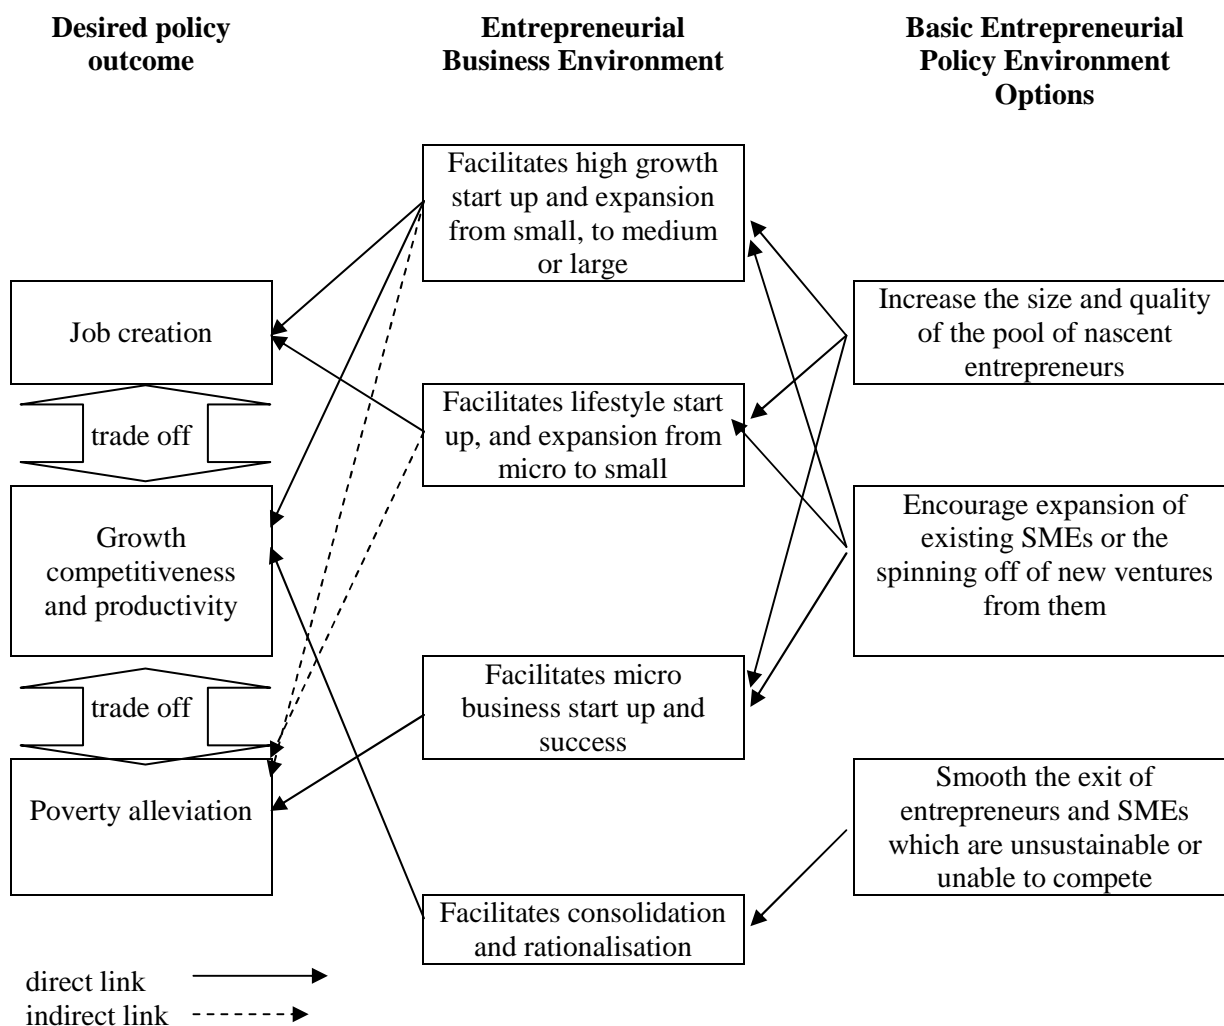 Desired policy
outcome
Entrepreneurial
Business Environment
Basic Entrepreneurial
Policy Environment
Options
Facilitates high growth
start up and expansion
from small, to medium
or large
Job creation
Increase the size and quality
of the pool of nascent
entrepreneurs
trade off
Facilitates lifestyle start
up, and expansion from
micro to small
Growth
competitiveness
and productivity
Encourage expansion of
existing SMEs or the
spinning off of new ventures
from them
trade off
Facilitates micro
business start up and
success
Poverty alleviation
Smooth the exit of
entrepreneurs and SMEs
which are unsustainable or
unable to compete
Facilitates consolidation
and rationalisation
direct link
indirect link